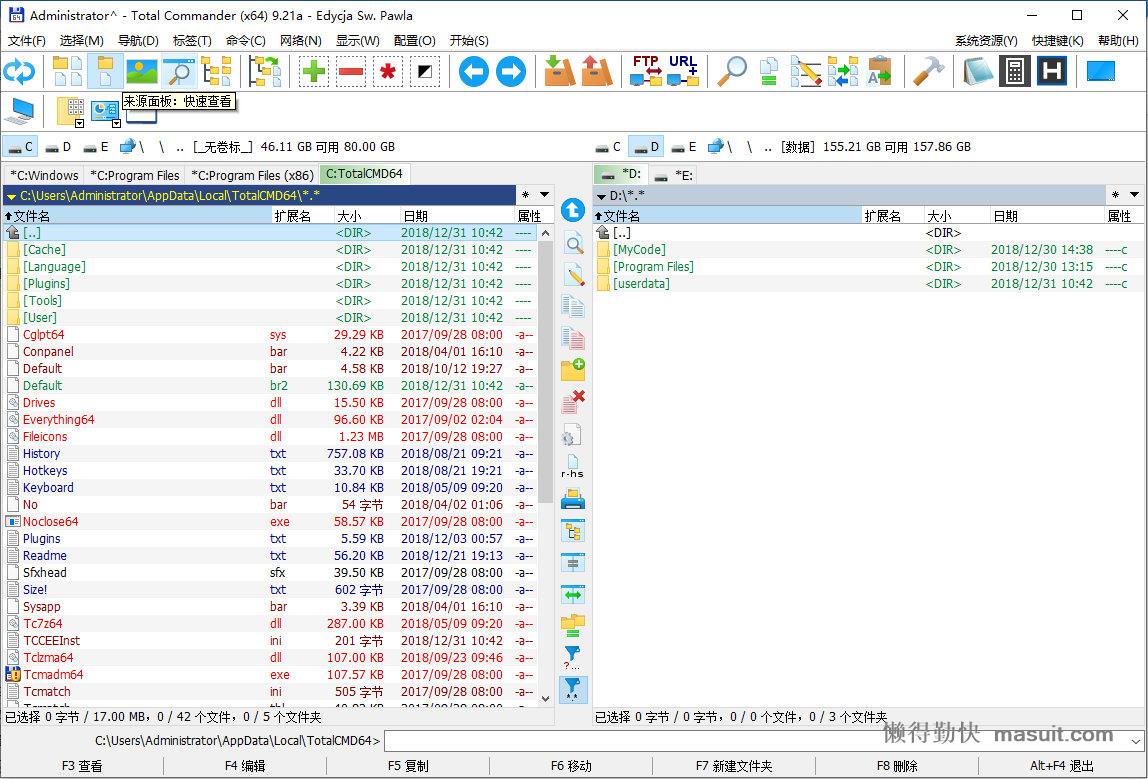 Administrator^ - Total Commander (x64) 9.21a - Edycja Sw. Pawla
文件(F) 选择(M) 导航(D) 标签(T) 命令(C) 网络(N) 显示(W) 配置(O) 开始(S) 系统资源(Y) 快捷键(K) 帮助(H)
FTP URL H
来源面板：快速查看
C D E \ \ .. [_无卷标_] 46.11 GB 可用 80.00 GB C D E \ \ .. [数据] 155.21 GB 可用 157.86 GB
*C:Windows *C:Program Files *C:Program Files (x86) C:TotalCMD64 *D: *E:
C:\Users\Administrator\AppData\Local\TotalCMD64\*.* * D:\*.* *
文件名 扩展名 大小 日期 属性 文件名 扩展名 大小 日期 属性
[..] <DIR> 2018/12/31 10:42 ---- [..] <DIR>
[Cache] <DIR> 2018/12/31 10:42 ---- [MyCode] <DIR> 2018/12/30 14:38 ----c
[Language] <DIR> 2018/12/31 10:42 ---- [Program Files] <DIR> 2018/12/30 13:15 ----c
[Plugins] <DIR> 2018/12/31 10:42 ---- [userdata] <DIR> 2018/12/31 10:42 ----c
[Tools] <DIR> 2018/12/31 10:42 ----
[User] <DIR> 2018/12/31 10:42 ----
Cglpt64 sys 29.29 KB 2017/09/28 08:00 -a--
Conpanel bar 4.22 KB 2018/04/01 16:10 -a--
Default bar 4.58 KB 2018/10/12 19:27 -a--
Default br2 130.69 KB 2018/12/31 10:42 -a--
Drives dll 15.50 KB 2017/09/28 08:00 -a--
Everything64 dll 96.60 KB 2017/09/02 02:04 -a--
Fileicons dll 1.23 MB 2017/09/28 08:00 -a--
History txt 757.08 KB 2018/08/21 09:21 -a--
Hotkeys txt 33.70 KB 2018/08/21 19:21 -a--
r-hs
Keyboard txt 10.84 KB 2018/05/09 09:20 -a--
No bar 54 字节 2018/04/02 01:06 -a--
Noclose64 exe 58.57 KB 2017/09/28 08:00 -a--
Plugins txt 5.59 KB 2018/12/03 00:57 -a--
Readme txt 56.20 KB 2018/12/21 19:13 -a--
Sfxhead sfx 39.50 KB 2017/09/28 08:00 -a--
Size! txt 602 字节 2017/09/28 08:00 -a--
Sysapp bar 3.39 KB 2018/04/01 16:10 -a--
Tc7z64 dll 287.00 KB 2018/05/09 09:20 -a--
TCCEEInst ini 201 字节 2018/12/31 10:42 -a--
Tclzma64 dll 107.00 KB 2018/09/23 09:46 -a--
Tcmadm64 exe 107.57 KB 2017/09/28 08:00 -a--
Tcmatch ini 505 字节 2017/09/28 08:00 -a--
已选择 0 字节 / 17.00 MB，0 / 42 个文件，0 / 5 个文件夹 已选择 0 字节 / 0 字节，0 / 0 个文件，0 / 3 个文件夹
懒得勤快 masuit.com
C:\Users\Administrator\AppData\Local\TotalCMD64>
F3 查看 F4 编辑 F5 复制 F6 移动 F7 新建文件夹 F8 删除 Alt+F4 退出